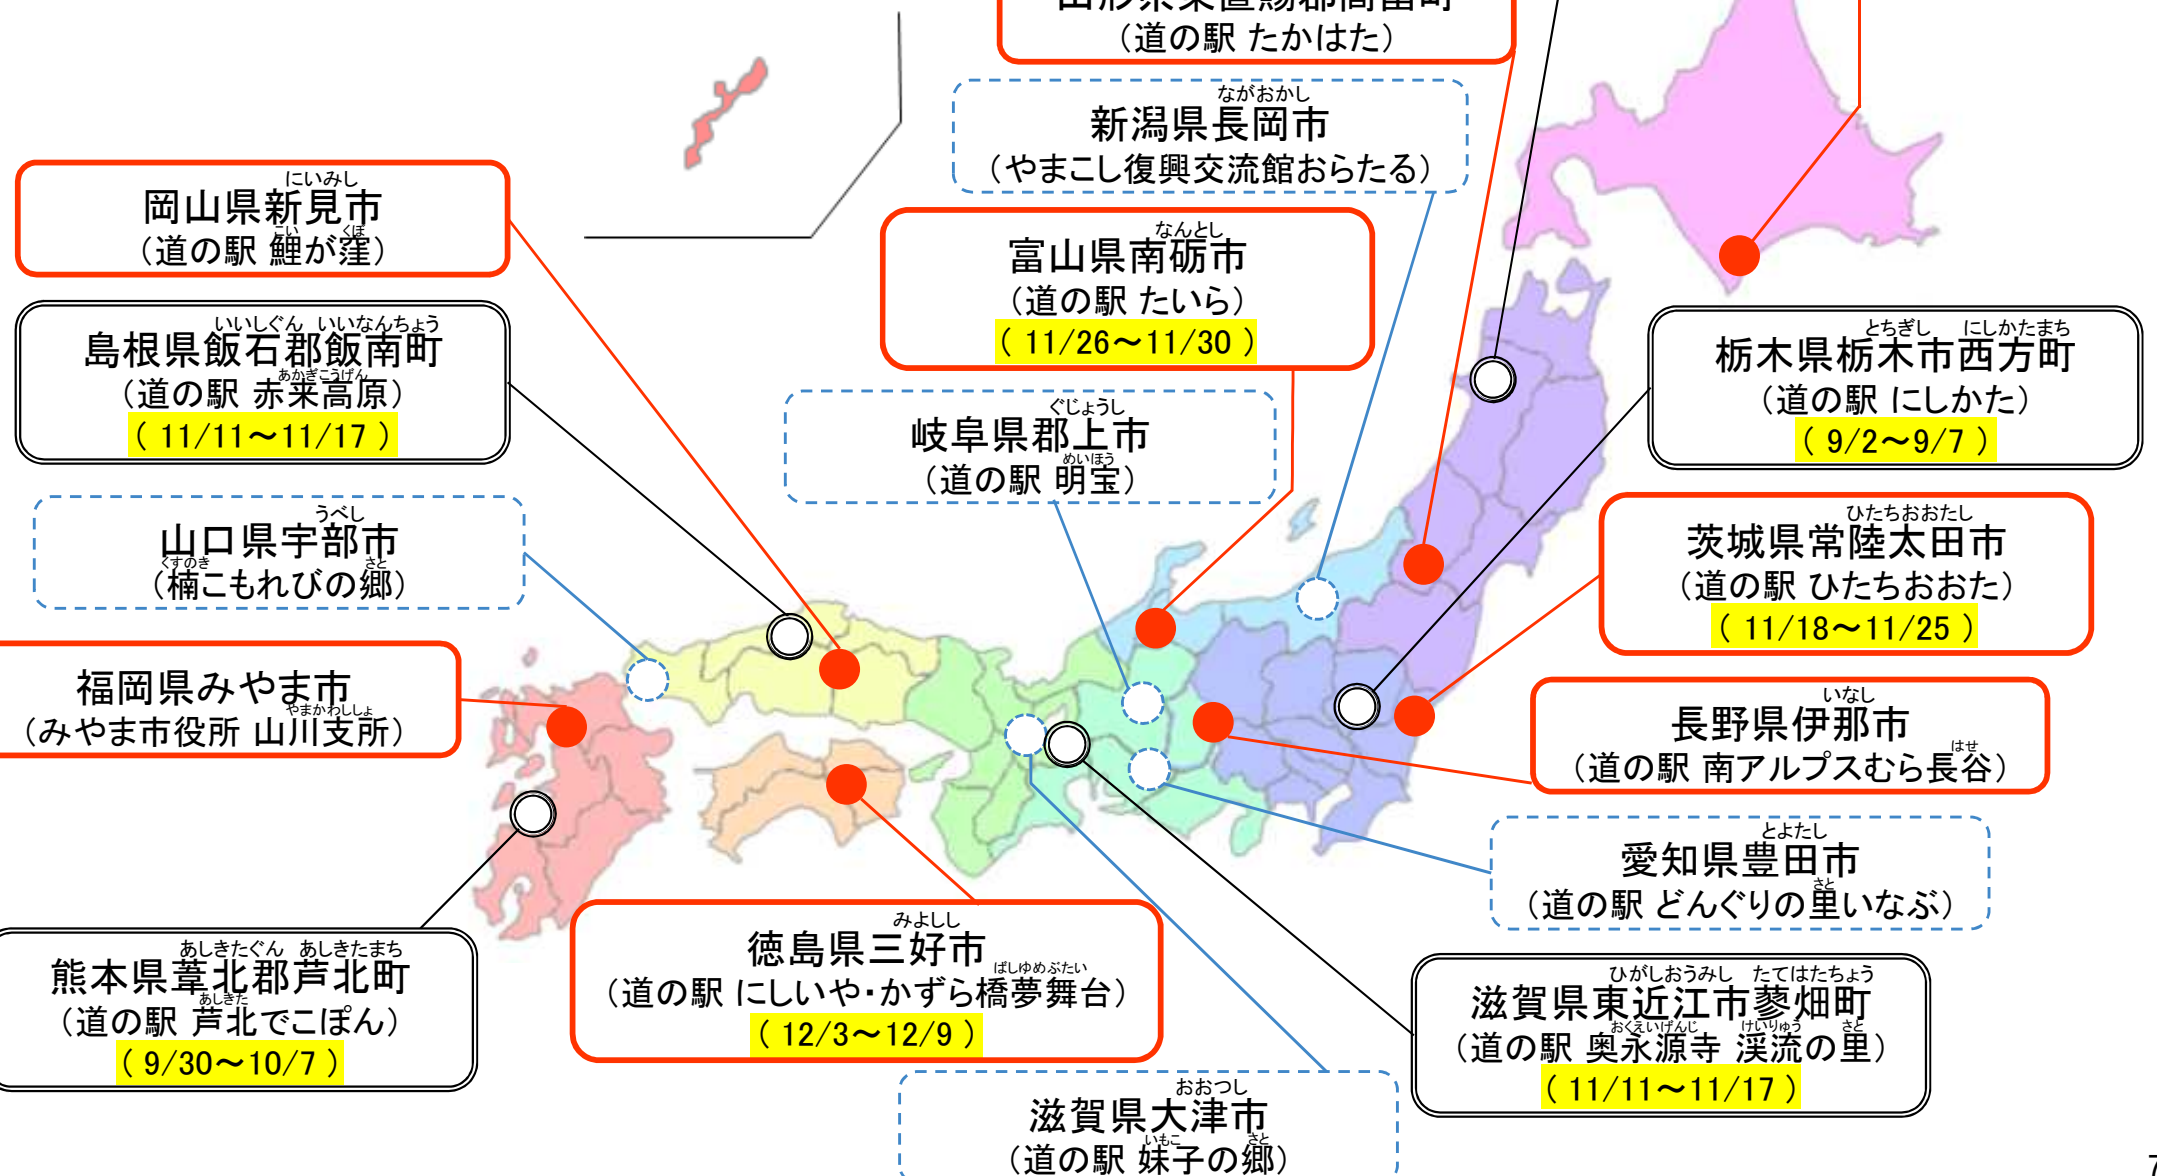 山形県東置賜郡高畠町
（道の駅 たかはた）
ながおかし
新潟県長岡市
（やまこし復興交流館おらたる）
にいみし
岡山県新見市
こい くぼ
（道の駅 鯉が窪）
なんとし
富山県南砺市
（道の駅 たいら）
（ 11/26～11/30 ）
いいしぐん いいなんちょう
島根県飯石郡飯南町
あかぎこうげん
（道の駅 赤来高原）
（ 11/11～11/17 ）
とちぎし にしかたまち
栃木県栃木市西方町
（道の駅 にしかた）
（ 9/2～9/7 ）
ぐじょうし
岐阜県郡上市
めいほう
（道の駅 明宝）
うべし
山口県宇部市
くすのき さと
（楠こもれびの郷）
ひたちおおたし
茨城県常陸太田市
（道の駅 ひたちおおた）
（ 11/18～11/25 ）
福岡県みやま市
やまかわししょ
（みやま市役所 山川支所）
いなし
長野県伊那市
はせ
（道の駅 南アルプスむら長谷）
とよたし
愛知県豊田市
さと
（道の駅 どんぐりの里いなぶ）
あしきたぐん あしきたまち
熊本県葦北郡芦北町
あしきた
（道の駅 芦北でこぽん）
（ 9/30～10/7 ）
みよしし
徳島県三好市
ばしゆめぶたい
（道の駅 にしいや・かずら橋夢舞台）
（ 12/3～12/9 ）
ひがしおうみし たてはたちょう
滋賀県東近江市蓼畑町
おくえいげんじ けいりゅう さと
（道の駅 奥永源寺 渓流の里）
（ 11/11～11/17 ）
おおつし
滋賀県大津市
いもこ さと
（道の駅 妹子の郷）
7